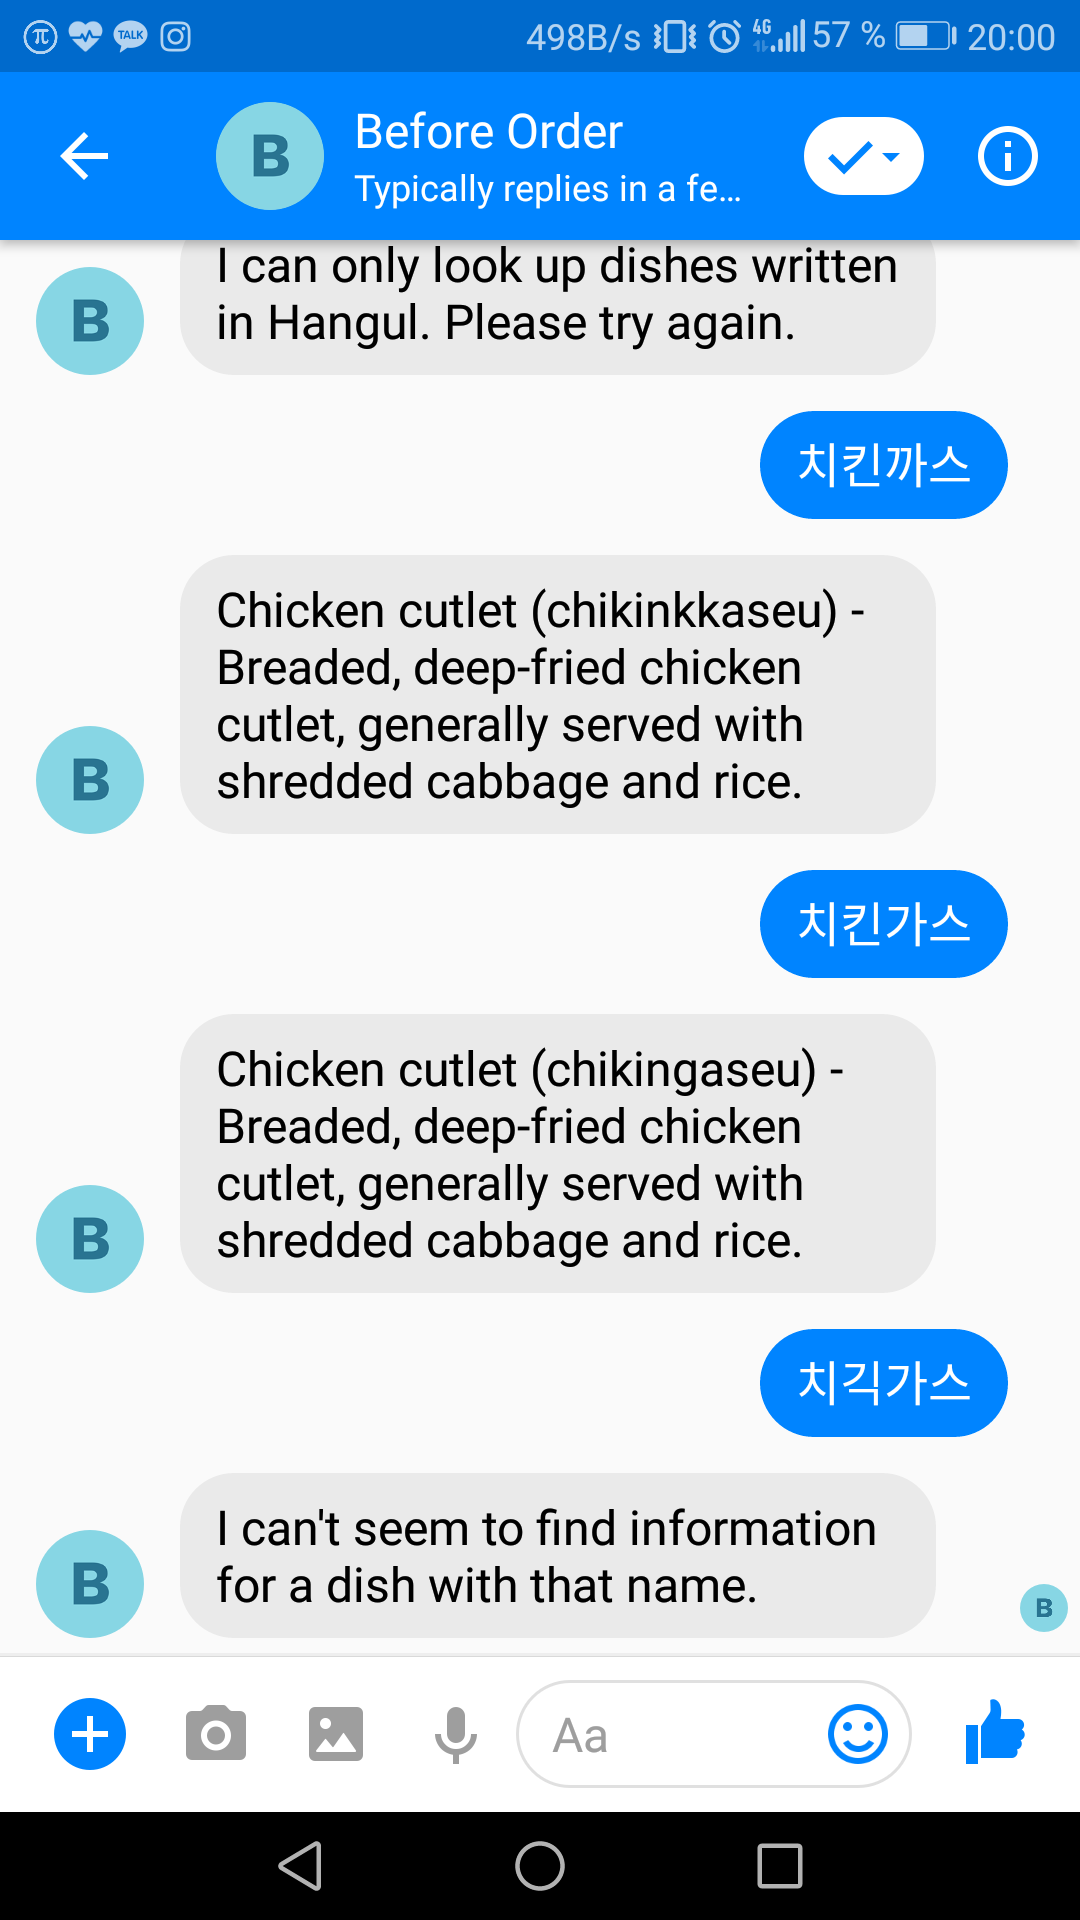 π TALK 498B/s 4G 57 % 20:00
B Before Order
Typically replies in a fe...
I can only look up dishes written
in Hangul. Please try again.
B
치킨까스
Chicken cutlet (chikinkkaseu) -
Breaded, deep-fried chicken
cutlet, generally served with
shredded cabbage and rice.
B
치킨가스
Chicken cutlet (chikingaseu) -
Breaded, deep-fried chicken
cutlet, generally served with
shredded cabbage and rice.
B
치긱가스
I can't seem to find information
for a dish with that name.
B
B
Aa